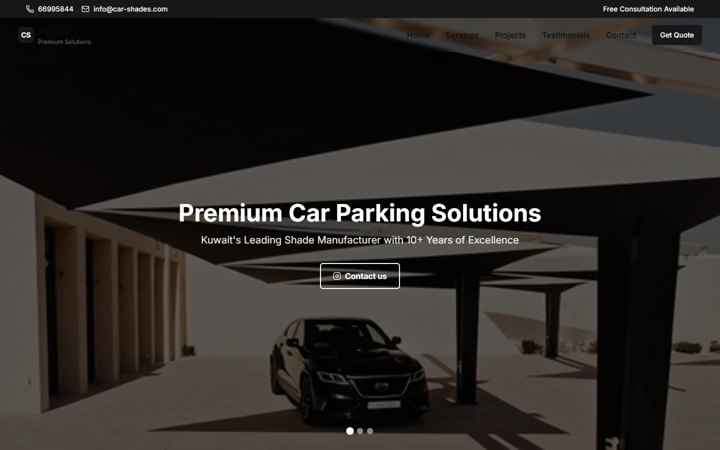 66995844
info@car-shades.com
Free Consultation Available
CS
Premium Solutions
Home
Services
Projects
Testimonials
Contact
Get Quote
Premium Car Parking Solutions
Kuwait's Leading Shade Manufacturer with 10+ Years of Excellence
Contact us